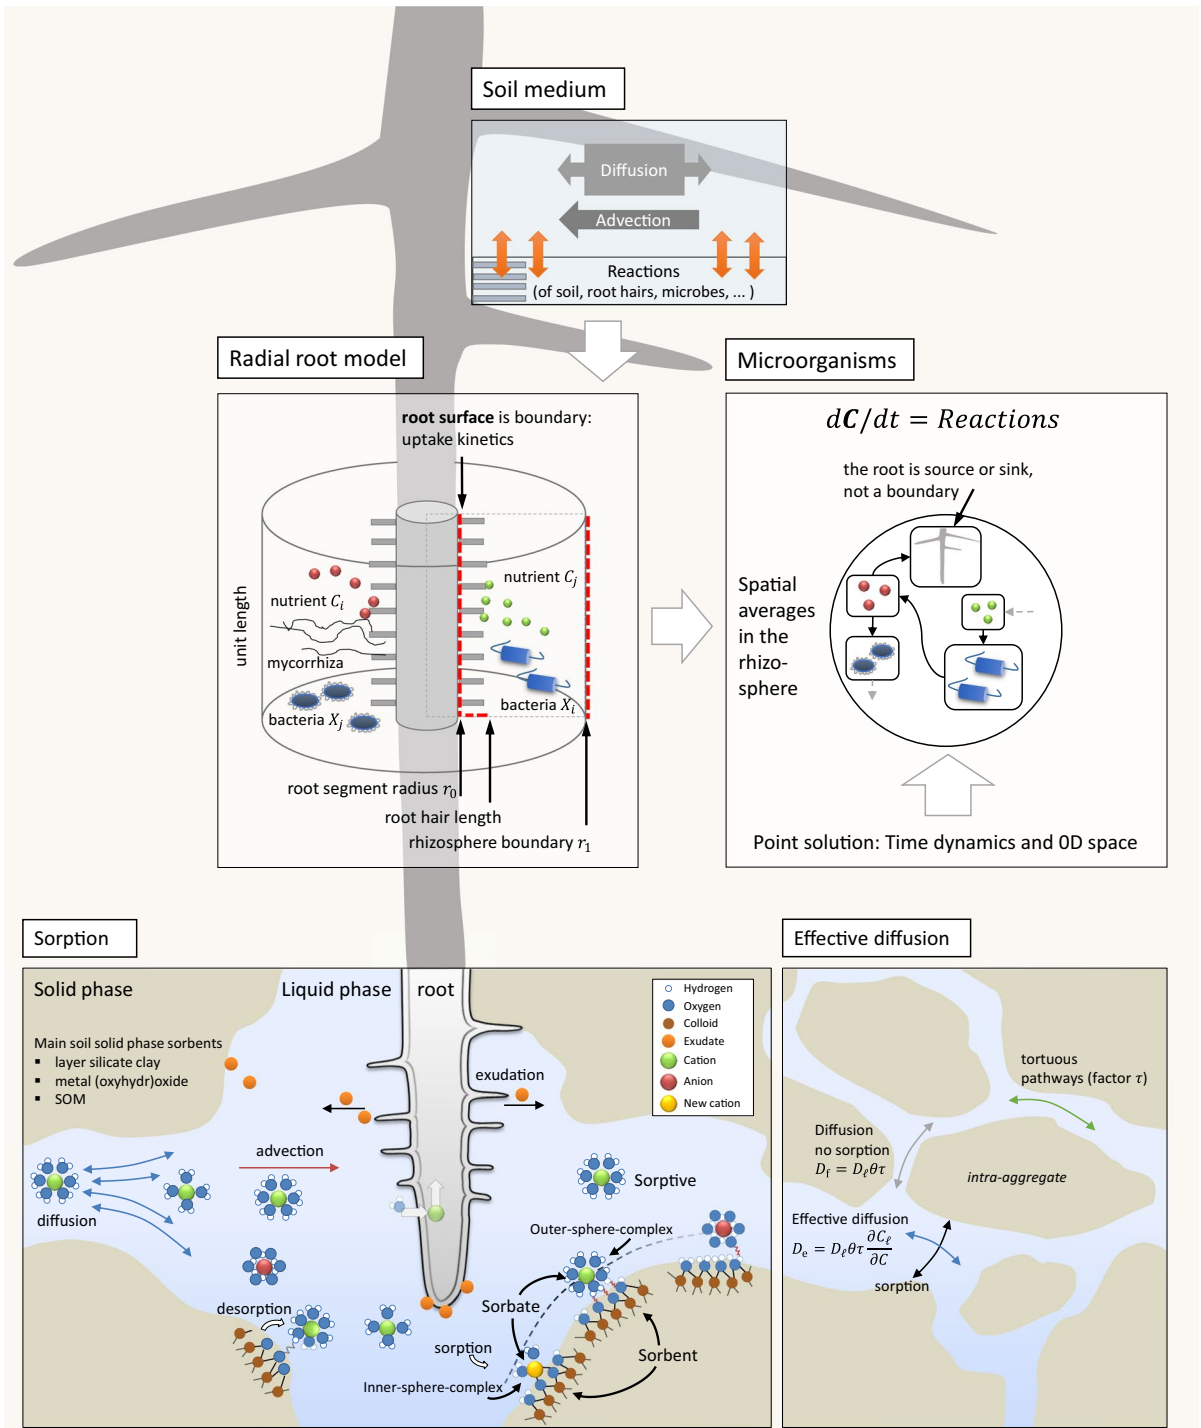 Soil medium
Diffusion
Advection
Reactions
(of soil, root hairs, microbes, ... )
Radial root model
root surface is boundary:
uptake kinetics
unit length
nutrient C_i
mycorrhiza
bacteria X_j
nutrient C_j
bacteria X_i
root segment radius r_0
root hair length
rhizosphere boundary r_1
Microorganisms
dC/dt = Reactions
the root is source or sink,
not a boundary
Spatial
averages
in the
rhizo-
sphere
Point solution: Time dynamics and 0D space
Sorption
Solid phase
Liquid phase
root
Main soil solid phase sorbents
▪ layer silicate clay
▪ metal (oxyhydr)oxide
▪ SOM
Hydrogen
Oxygen
Colloid
Exudate
Cation
Anion
New cation
exudation
advection
diffusion
Sorptive
Outer-sphere-complex
desorption
Sorbate
sorption
Sorbent
Inner-sphere-complex
Effective diffusion
tortuous
pathways (factor τ)
Diffusion
no sorption
D_f = D_ℓθτ
intra-aggregate
Effective diffusion
D_e = D_ℓθτ ∂C_ℓ/∂C
sorption